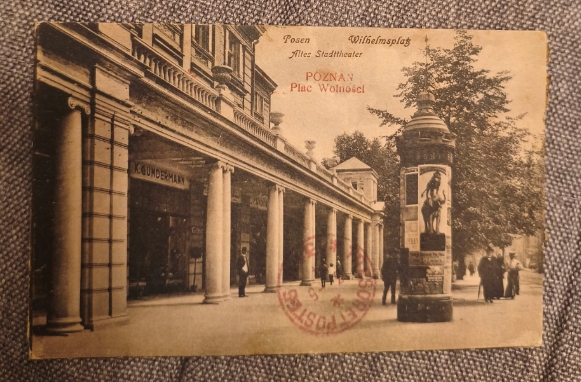 Posen Wilhelmsplatz
Altes Stadttheater
POZNAŃ
Plac Wolności
K. GUNDERMANN